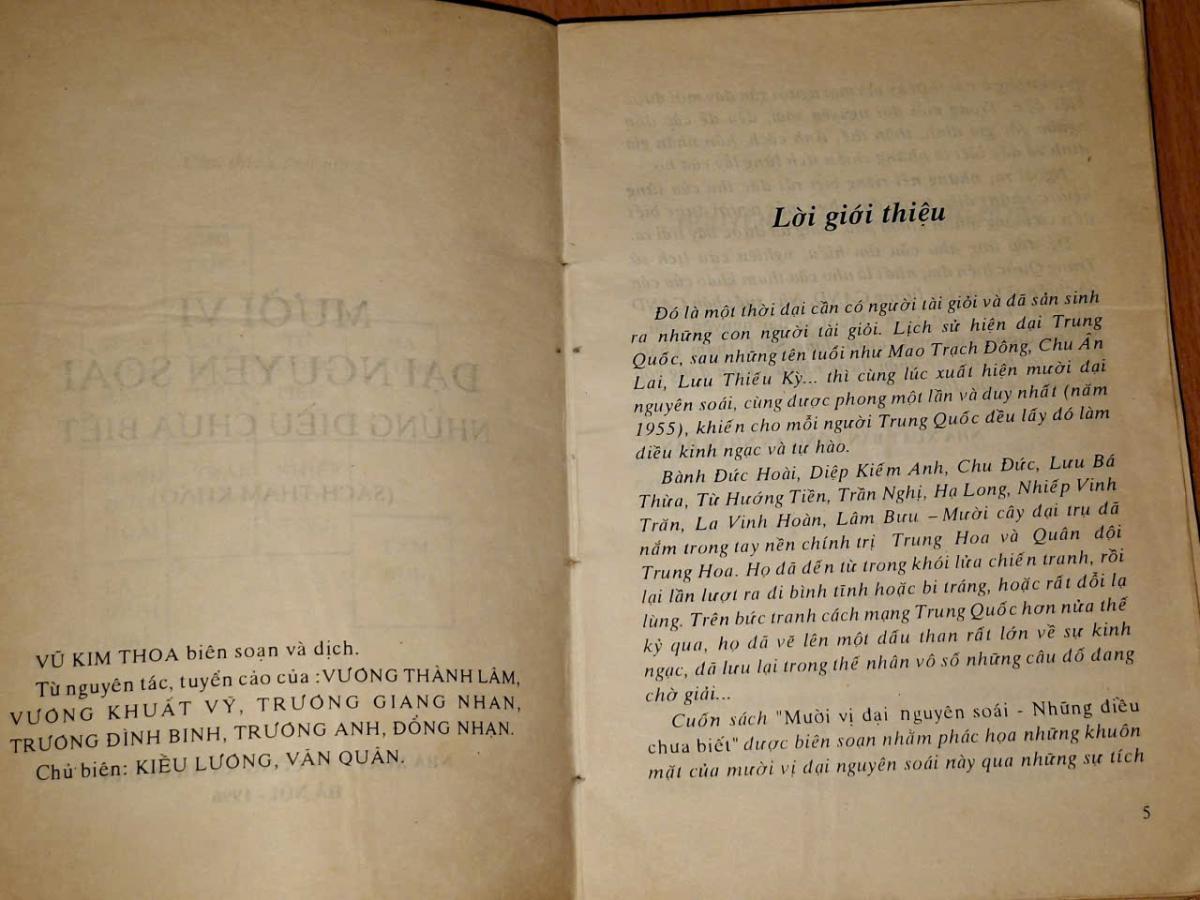 VŨ KIM THOA biên soạn và dịch.
Từ nguyên tác, tuyển cảo của :VƯƠNG THÀNH LÂM,
VƯƠNG KHUẤT VỸ, TRƯƠNG GIANG NHAN,
TRƯƠNG ĐÌNH BINH, TRƯƠNG ANH, ĐỔNG NHẠN.
Chủ biên: KIỀU LƯƠNG, VĂN QUÂN.
Lời giới thiệu
Đó là một thời đại cần có người tài giỏi và đã sản sinh
ra những con người tài giỏi. Lịch sử hiện đại Trung
Quốc, sau những tên tuổi như Mao Trạch Đông, Chu Ân
Lai, Lưu Thiếu Kỳ... thì cùng lúc xuất hiện mười đại
nguyên soái, cùng được phong một lần và duy nhất (năm
1955), khiến cho mỗi người Trung Quốc đều lấy đó làm
điều kinh ngạc và tự hào.
Bành Đức Hoài, Diệp Kiếm Anh, Chu Đức, Lưu Bá
Thừa, Từ Hướng Tiền, Trần Nghị, Hạ Long, Nhiếp Vinh
Trăn, La Vinh Hoàn, Lâm Bưu – Mười cây đại trụ đã
nắm trong tay nền chính trị Trung Hoa và Quân đội
Trung Hoa. Họ đã đến từ trong khói lửa chiến tranh, rồi
lại lần lượt ra đi bình tĩnh hoặc bi tráng, hoặc rất đỗi lạ
lùng. Trên bức tranh cách mạng Trung Quốc hơn nửa thế
kỷ qua, họ đã vẽ lên một dấu than rất lớn về sự kinh
ngạc, đã lưu lại trong thế nhân vô số những câu đố đang
chờ giải...
Cuốn sách "Mười vị đại nguyên soái - Những điều
chưa biết" được biên soạn nhằm phác họa những khuôn
mặt của mười vị đại nguyên soái này qua những sự tích
5